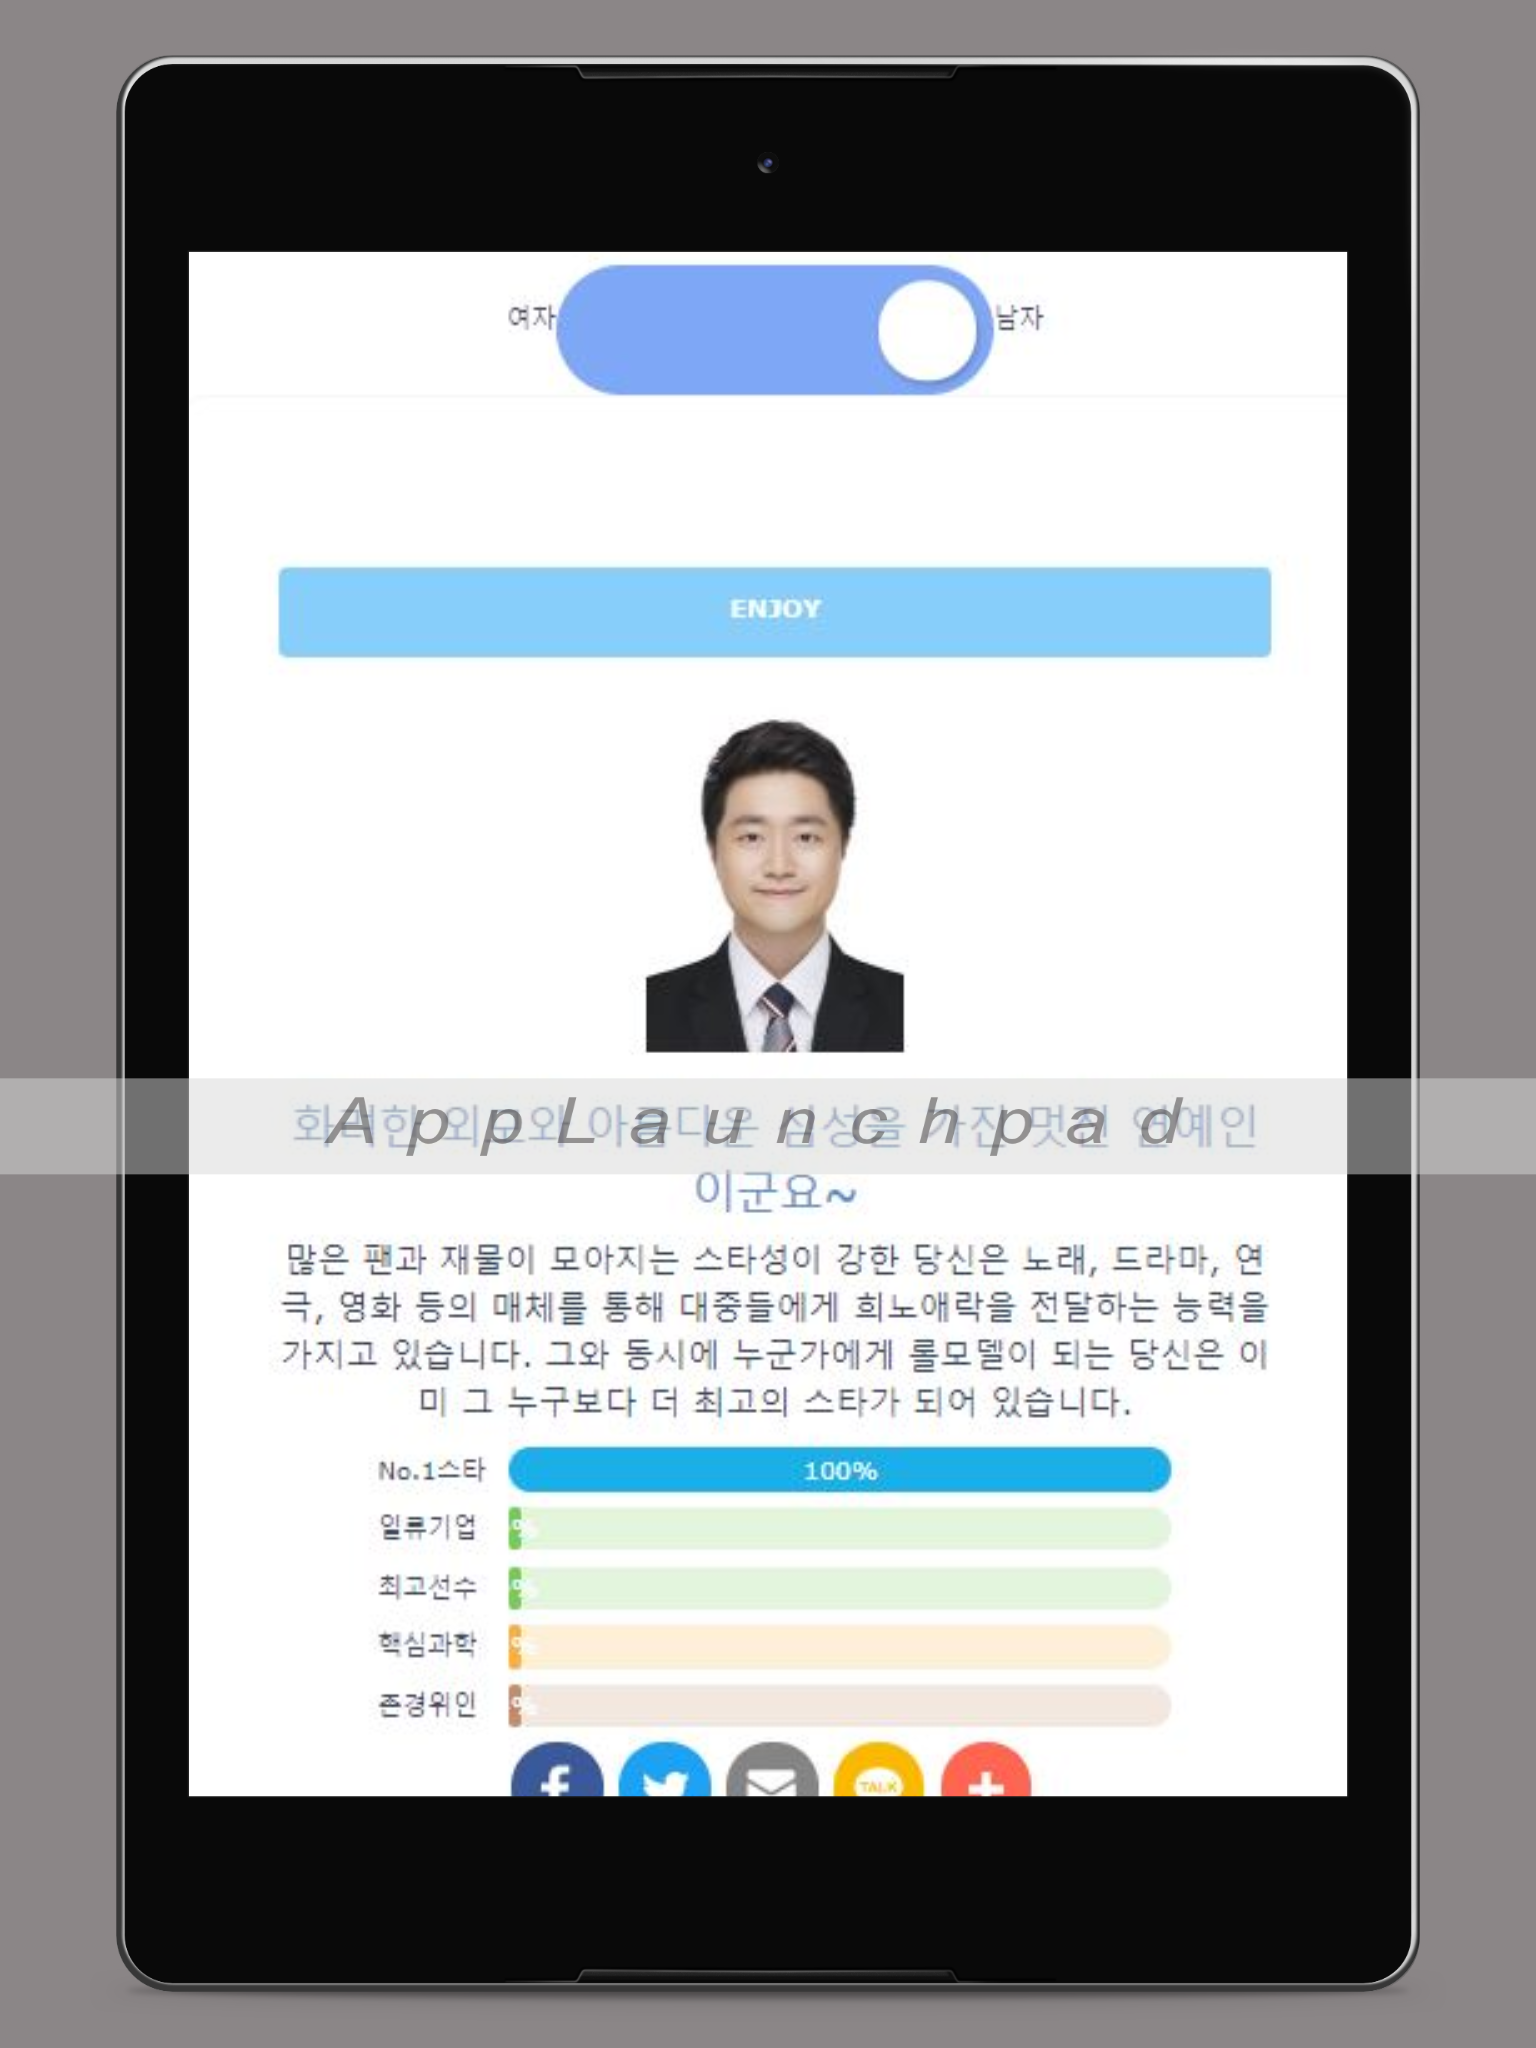 여자 남자
ENJOY
화려한 외모와 아름다운 심성을 가진 멋진 연예인
AppLaunchpad
이군요~
많은 팬과 재물이 모아지는 스타성이 강한 당신은 노래, 드라마, 연
극, 영화 등의 매체를 통해 대중들에게 희노애락을 전달하는 능력을
가지고 있습니다. 그와 동시에 누군가에게 롤모델이 되는 당신은 이
미 그 누구보다 더 최고의 스타가 되어 있습니다.
No.1스타 100%
일류기업 %
최고선수 %
핵심과학 %
존경위인 %
TALK